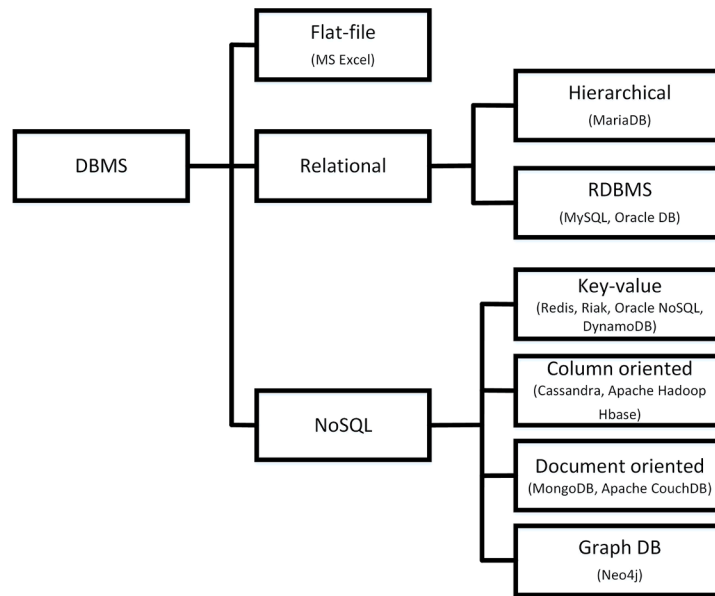 Flat-file
(MS Excel)
Hierarchical
(MariaDB)
DBMS
Relational
RDBMS
(MySQL, Oracle DB)
Key-value
(Redis, Riak, Oracle NoSQL,
DynamoDB)
Column oriented
(Cassandra, Apache Hadoop
Hbase)
NoSQL
Document oriented
(MongoDB, Apache CouchDB)
Graph DB
(Neo4j)